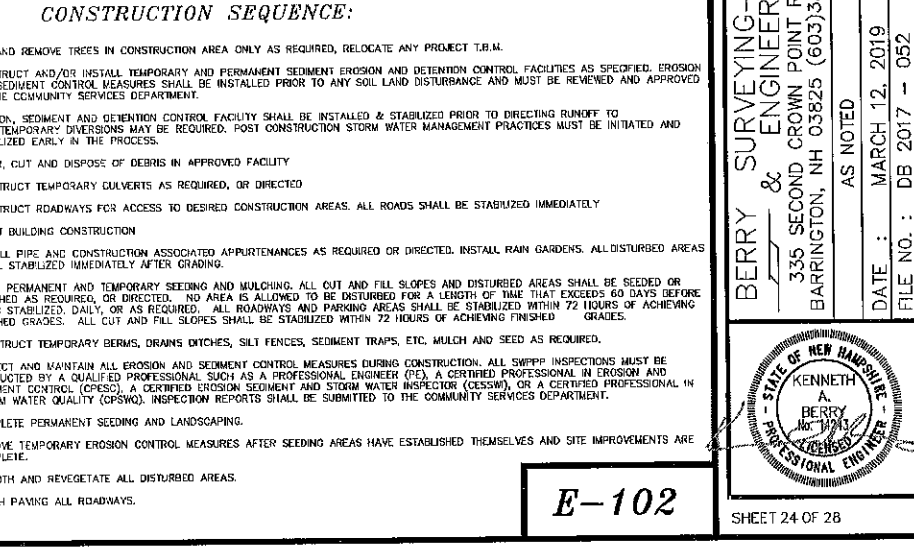 CONSTRUCTION SEQUENCE:
AND REMOVE TREES IN CONSTRUCTION AREA ONLY AS REQUIRED, RELOCATE ANY PROJECT T.B.M.
TRUCT AND/OR INSTALL TEMPORARY AND PERMANENT SEDIMENT EROSION AND DETENTION CONTROL FACILITIES AS SPECIFIED. EROSION
SEDIMENT CONTROL MEASURES SHALL BE INSTALLED PRIOR TO ANY SOIL LAND DISTURBANCE AND MUST BE REVIEWED AND APPROVED
COMMUNITY SERVICES DEPARTMENT.
ON, SEDIMENT AND DETENTION CONTROL FACILITY SHALL BE INSTALLED & STABILIZED PRIOR TO DIRECTING RUNOFF TO
TEMPORARY DIVERSIONS MAY BE REQUIRED. POST CONSTRUCTION STORM WATER MANAGEMENT PRACTICES MUST BE INITIATED AND
LIZED EARLY IN THE PROCESS.
, CUT AND DISPOSE OF DEBRIS IN APPROVED FACILITY
TRUCT TEMPORARY CULVERTS AS REQUIRED, OR DIRECTED
TRUCT ROADWAYS FOR ACCESS TO DESIRED CONSTRUCTION AREAS. ALL ROADS SHALL BE STABILIZED IMMEDIATELY
T BUILDING CONSTRUCTION
LL PIPE AND CONSTRUCTION ASSOCIATED APPURTENANCES AS REQUIRED OR DIRECTED. INSTALL RAIN GARDENS. ALL DISTURBED AREAS
STABILIZED IMMEDIATELY AFTER GRADING.
PERMANENT AND TEMPORARY SEEDING AND MULCHING. ALL CUT AND FILL SLOPES AND DISTURBED AREAS SHALL BE SEEDED OR
HED AS REQUIRED, OR DIRECTED. NO AREA IS ALLOWED TO BE DISTURBED FOR A LENGTH OF TIME THAT EXCEEDS 60 DAYS BEFORE
STABILIZED. DAILY, OR AS REQUIRED. ALL ROADWAYS AND PARKING AREAS SHALL BE STABILIZED WITHIN 72 HOURS OF ACHIEVING
HED GRADES. ALL CUT AND FILL SLOPES SHALL BE STABILIZED WITHIN 72 HOURS OF ACHIEVING FINISHED GRADES.
TRUCT TEMPORARY BERMS, DRAINS DITCHES, SILT FENCES, SEDIMENT TRAPS, ETC, MULCH AND SEED AS REQUIRED.
CT AND MAINTAIN ALL EROSION AND SEDIMENT CONTROL MEASURES DURING CONSTRUCTION. ALL SWPPP INSPECTIONS MUST BE
UCTED BY A QUALIFIED PROFESSIONAL SUCH AS A PROFESSIONAL ENGINEER (PE), A CERTIFIED PROFESSIONAL IN EROSION AND
MENT CONTROL (CPESC), A CERTIFIED EROSION SEDIMENT AND STORM WATER INSPECTOR (CESSWI), OR A CERTIFIED PROFESSIONAL IN
M WATER QUALITY (CPSWQ). INSPECTION REPORTS SHALL BE SUBMITTED TO THE COMMUNITY SERVICES DEPARTMENT.
PLETE PERMANENT SEEDING AND LANDSCAPING.
VE TEMPORARY EROSION CONTROL MEASURES AFTER SEEDING AREAS HAVE ESTABLISHED THEMSELVES AND SITE IMPROVEMENTS ARE
PLETE.
TH AND REVEGETATE ALL DISTURBED AREAS.
H PAVING ALL ROADWAYS.
E-102
BERRY SURVEYING
& ENGINEER
335 SECOND CROWN POINT R
BARRINGTON, NH 03825 (603)3
AS NOTED
DATE : MARCH 12, 2019
FILE NO. : DB 2017 - 052
STATE OF NEW HAMPSHIRE
KENNETH
A.
BERRY
No. 14243
LICENSED
PROFESSIONAL ENGINEER
SHEET 24 OF 28